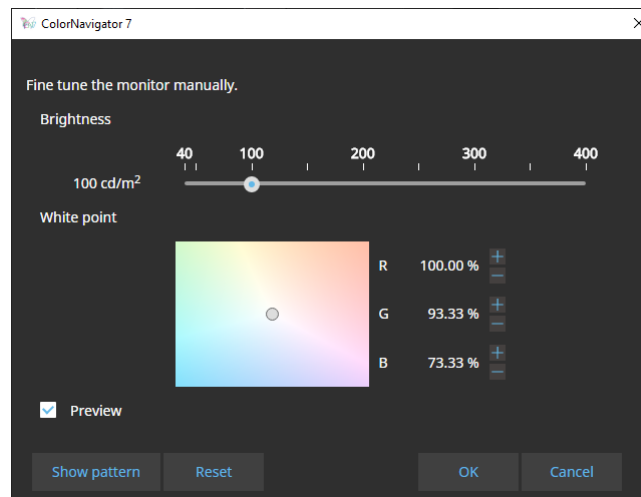 ColorNavigator 7
Fine tune the monitor manually.
Brightness
40 100 200 300 400
100 cd/m²
White point
R 100.00 %
G 93.33 %
B 73.33 %
Preview
Show pattern Reset OK Cancel